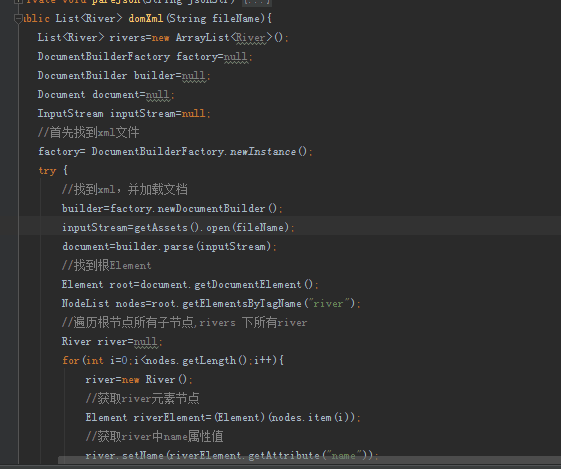 ivate void parejson(String jsonStr) {...}
ublic List<River> domXml(String fileName){
List<River> rivers=new ArrayList<River>();
DocumentBuilderFactory factory=null;
DocumentBuilder builder=null;
Document document=null;
InputStream inputStream=null;
//首先找到xml文件
factory= DocumentBuilderFactory.newInstance();
try {
//找到xml，并加载文档
builder=factory.newDocumentBuilder();
inputStream=getAssets().open(fileName);
document=builder.parse(inputStream);
//找到根Element
Element root=document.getDocumentElement();
NodeList nodes=root.getElementsByTagName("river");
//遍历根节点所有子节点,rivers 下所有river
River river=null;
for(int i=0;i<nodes.getLength();i++){
river=new River();
//获取river元素节点
Element riverElement=(Element)(nodes.item(i));
//获取river中name属性值
river.setName(riverElement.getAttribute("name"));